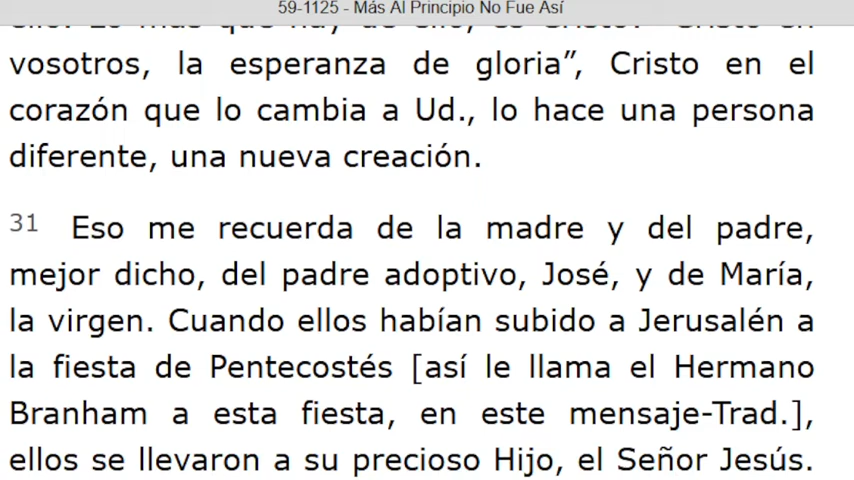 59-1125 - Más Al Principio No Fue Así
vosotros, la esperanza de gloria”, Cristo en el
corazón que lo cambia a Ud., lo hace una persona
diferente, una nueva creación.
31 Eso me recuerda de la madre y del padre,
mejor dicho, del padre adoptivo, José, y de María,
la virgen. Cuando ellos habían subido a Jerusalén a
la fiesta de Pentecostés [así le llama el Hermano
Branham a esta fiesta, en este mensaje-Trad.],
ellos se llevaron a su precioso Hijo, el Señor Jesús.